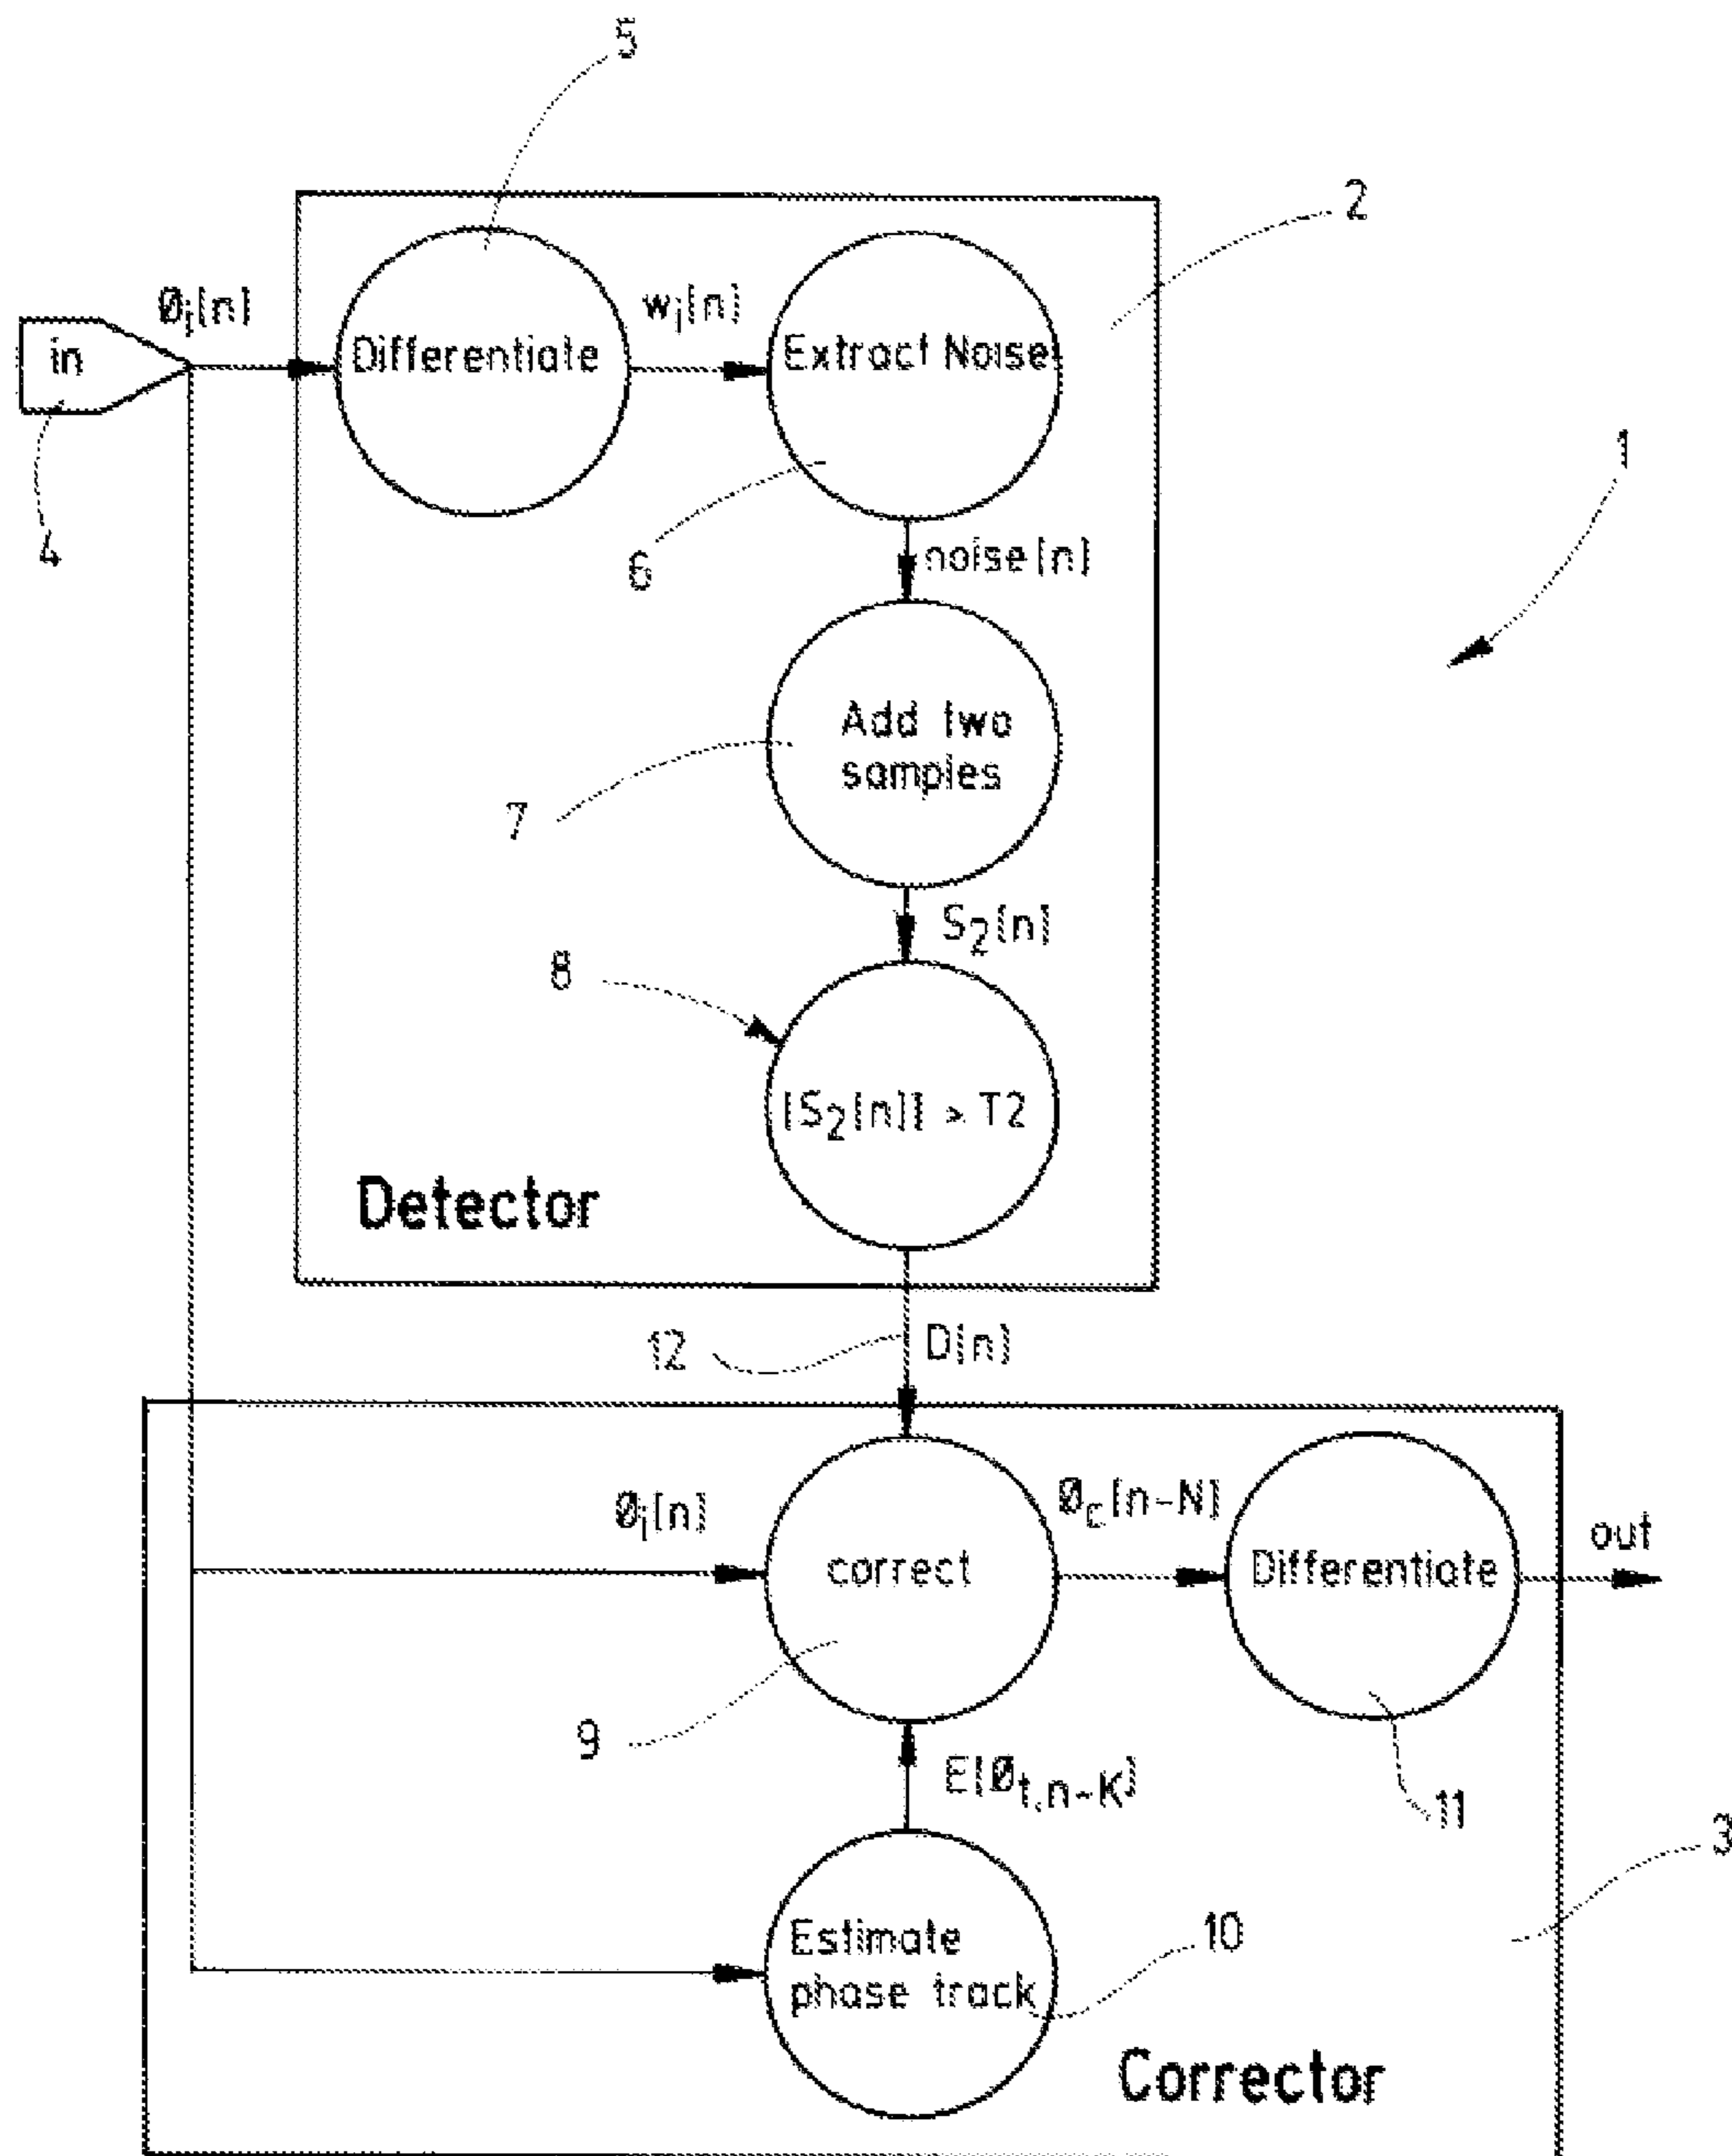 5
2
Øi[n]
wi[n]
in
Differentiate
Extract Noise
1
4
6
noise[n]
Add two
samples
7
S2[n]
8
|S2[n]| > T2
Detector
12
D[n]
Øi[n]
Øc[n-N]
out
correct
Differentiate
9
E[Øt,n-K]
11
3
Estimate
phase track
10
Corrector